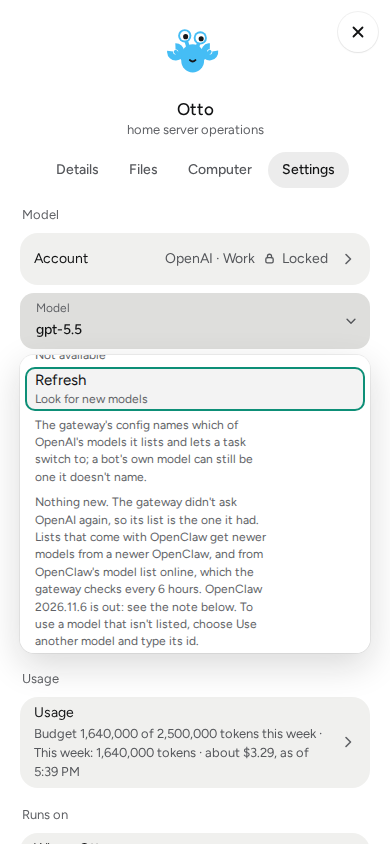 Otto
home server operations
Details Files Computer Settings
Model
Account OpenAI · Work Locked
Model
gpt-5.5
Not available
Refresh
Look for new models
The gateway's config names which of
OpenAI's models it lists and lets a task
switch to; a bot's own model can still be
one it doesn't name.
Nothing new. The gateway didn't ask
OpenAI again, so its list is the one it had.
Lists that come with OpenClaw get newer
models from a newer OpenClaw, and from
OpenClaw's model list online, which the
gateway checks every 6 hours. OpenClaw
2026.11.6 is out: see the note below. To
use a model that isn't listed, choose Use
another model and type its id.
Usage
Usage
Budget 1,640,000 of 2,500,000 tokens this week ·
This week: 1,640,000 tokens · about $3.29, as of
5:39 PM
Runs on